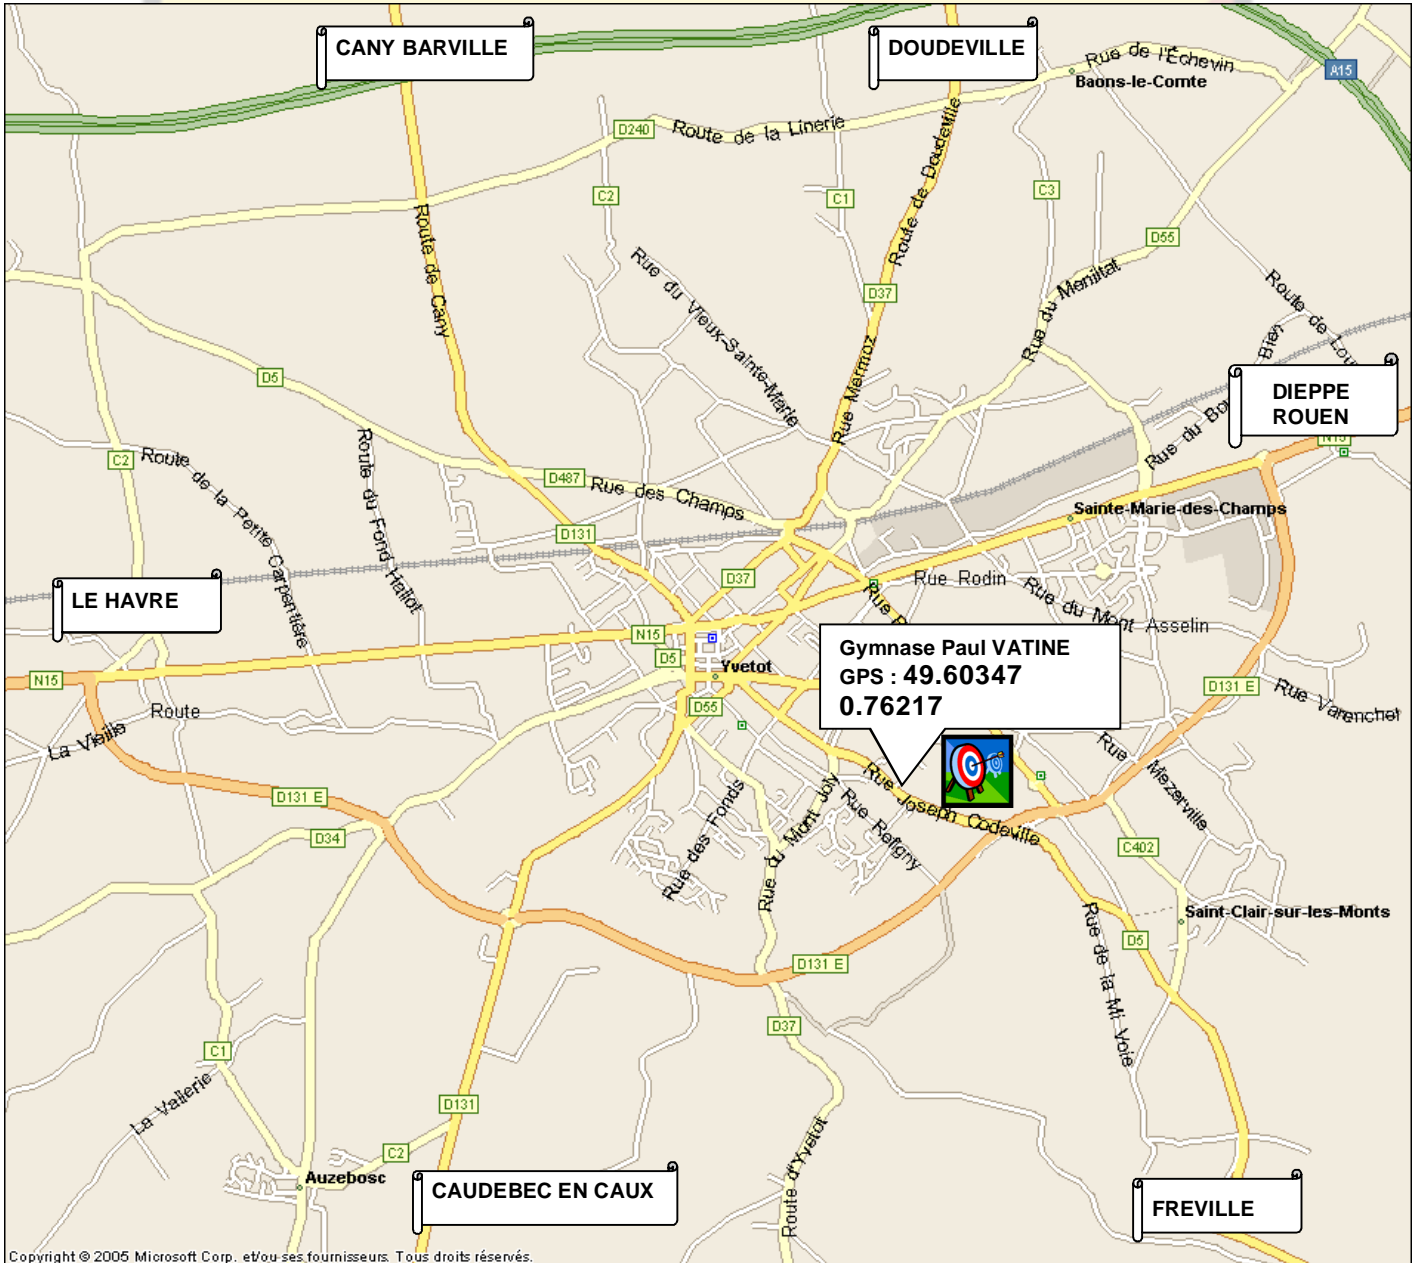 CANY BARVILLE
DOUDEVILLE
Rue de l'Échevin
A15
Baons-le-Comte
D240
Route de la Linerie
Route de Doudeville
C2
C1
C3
Route de Cany
D55
Rue du Vieux-Sainte-Marie
D37
Rue du Meniltat
Route de
D5
Rue Mermoz
DIEPPE
ROUEN
N15
Rue du
C2
Route de la Petite Carpentière
Route du Fond Hallot
D487
Rue des Champs
Sainte-Marie-des-Champs
D131
D37
Rue Rodin
LE HAVRE
Rue du Mont Asselin
Rue
N15
D5
Yvetot
Gymnase Paul VATINE
GPS : 49.60347
0.76217
N15
D131 E
Rue Varenchel
La Vieille Route
D55
Rue Mezerville
Rue Joseph Codeville
Rue Refigny
D131 E
Rue des Fonds
Rue du Mont Joly
D34
C402
Saint-Clair-sur-les-Monts
D5
D131 E
Rue de la Mi Voie
D37
C1
La Vallerie
D131
C2
Route d'Yvetot
Auzebosc
CAUDEBEC EN CAUX
FREVILLE
Copyright © 2005 Microsoft Corp. et/ou ses fournisseurs. Tous droits réservés.